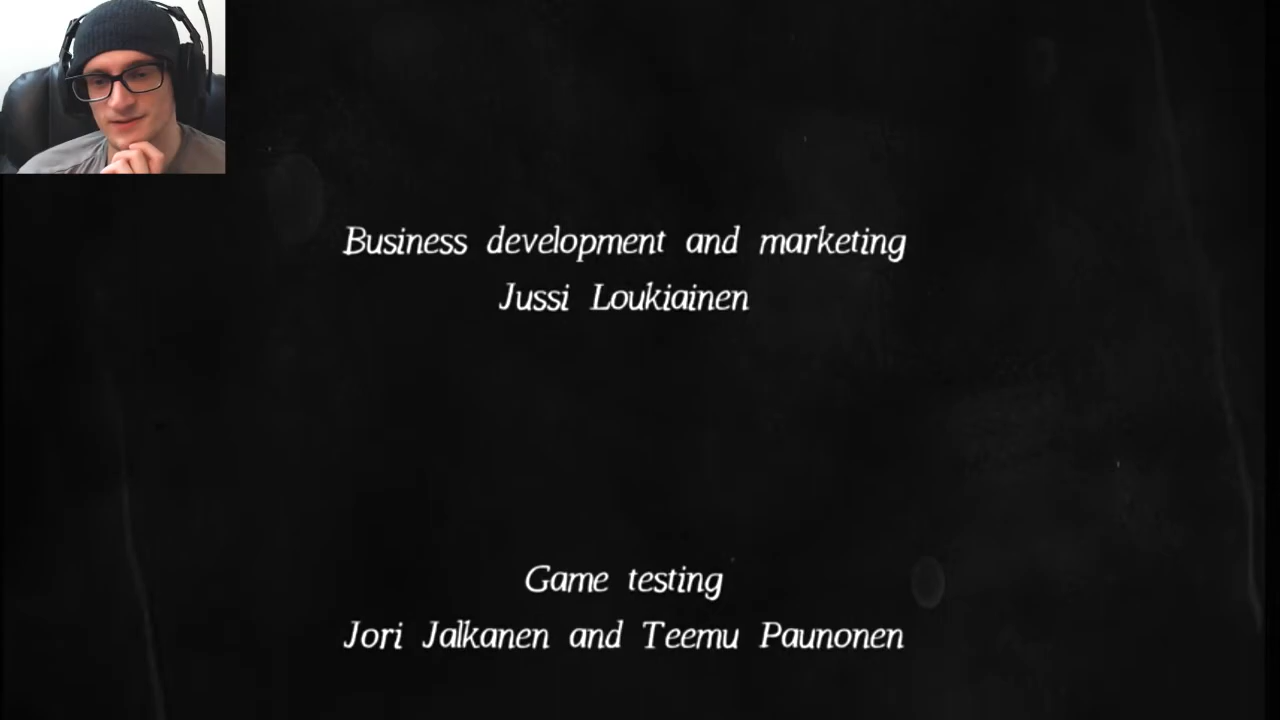 Business development and marketing
Jussi Loukiainen
Game testing
Jori Jalkanen and Teemu Paunonen